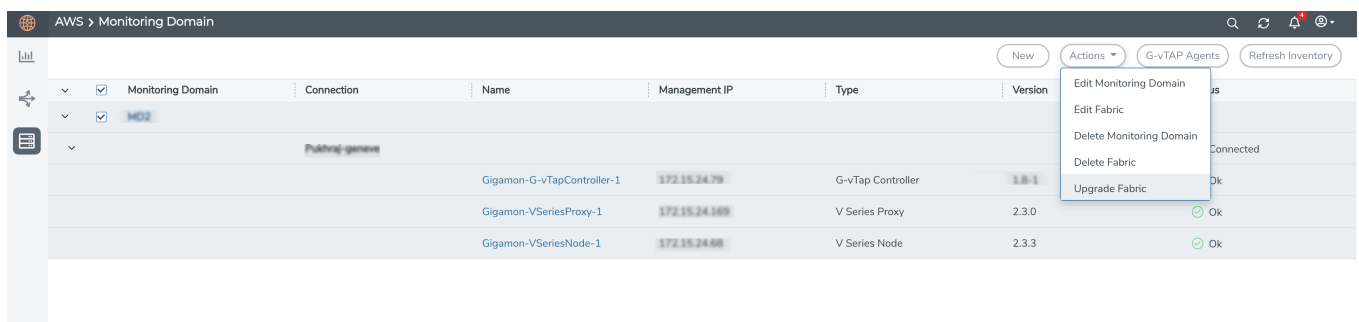 AWS > Monitoring Domain
4
New Actions G-vTAP Agents Refresh Inventory
Monitoring Domain Connection Name Management IP Type Version us
Edit Monitoring Domain
Edit Fabric
Delete Monitoring Domain
Delete Fabric
Upgrade Fabric
MD2
Pukhraj-geneve Connected
Gigamon-G-vTapController-1 172.15.24.79 G-vTap Controller 1.8-1 Ok
Gigamon-VSeriesProxy-1 172.15.24.169 V Series Proxy 2.3.0 Ok
Gigamon-VSeriesNode-1 172.15.24.68 V Series Node 2.3.3 Ok